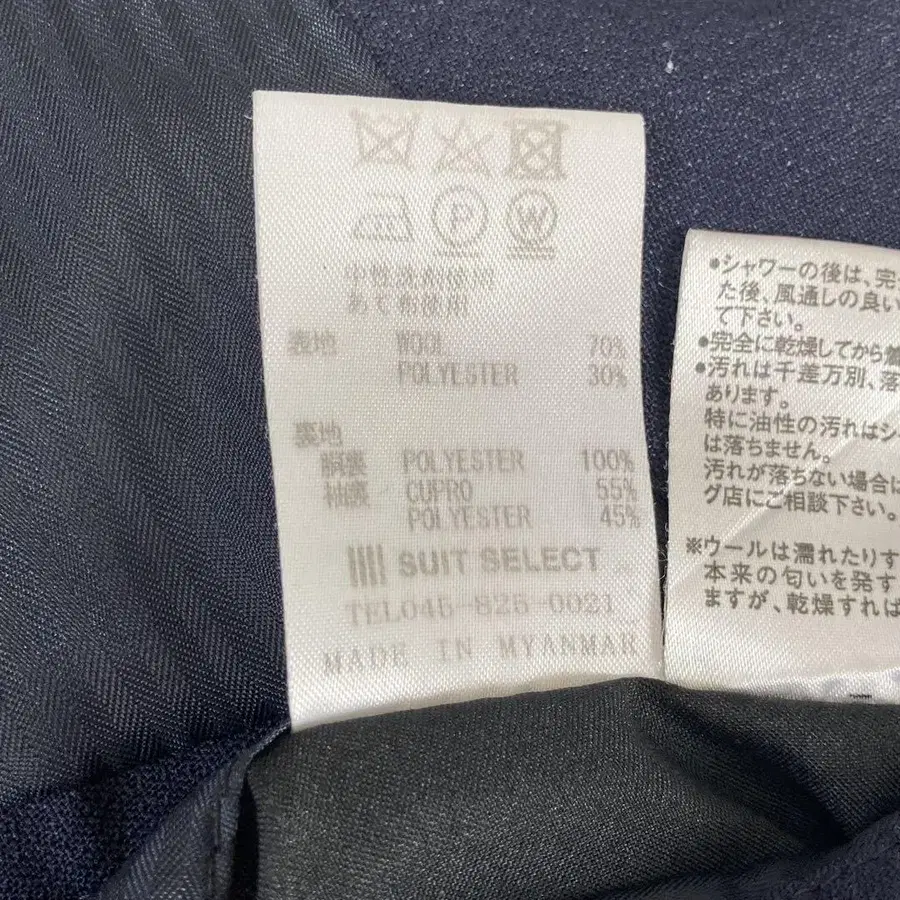 P W
中性洗剤使用
あて布使用
表地 WOOL 70%
POLYESTER 30%
裏地
胴裏 POLYESTER 100%
袖裏 CUPRO 55%
POLYESTER 45%
SUIT SELECT
TEL045-825-0021
MADE IN MYANMAR
•シャワーの後は、完
た後、風通しの良い
て下さい。
•完全に乾燥してから着
•汚れは千差万別、落
あります。
特に油性の汚れはシ
は落ちません。
汚れが落ちない場合は
グ店にご相談下さい。
※ウールは濡れたりす
本来の匂いを発す
ますが、乾燥すれば